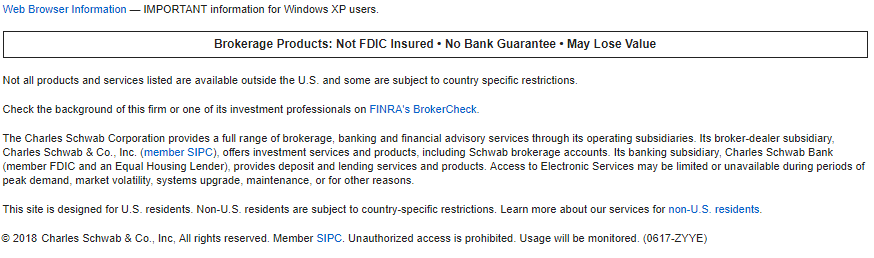 Web Browser Information — IMPORTANT information for Windows XP users.
Brokerage Products: Not FDIC Insured • No Bank Guarantee • May Lose Value
Not all products and services listed are available outside the U.S. and some are subject to country specific restrictions.
Check the background of this firm or one of its investment professionals on FINRA's BrokerCheck.
The Charles Schwab Corporation provides a full range of brokerage, banking and financial advisory services through its operating subsidiaries. Its broker-dealer subsidiary,
Charles Schwab & Co., Inc. (member SIPC), offers investment services and products, including Schwab brokerage accounts. Its banking subsidiary, Charles Schwab Bank
(member FDIC and an Equal Housing Lender), provides deposit and lending services and products. Access to Electronic Services may be limited or unavailable during periods of
peak demand, market volatility, systems upgrade, maintenance, or for other reasons.
This site is designed for U.S. residents. Non-U.S. residents are subject to country-specific restrictions. Learn more about our services for non-U.S. residents.
© 2018 Charles Schwab & Co., Inc, All rights reserved. Member SIPC. Unauthorized access is prohibited. Usage will be monitored. (0617-ZYYE)